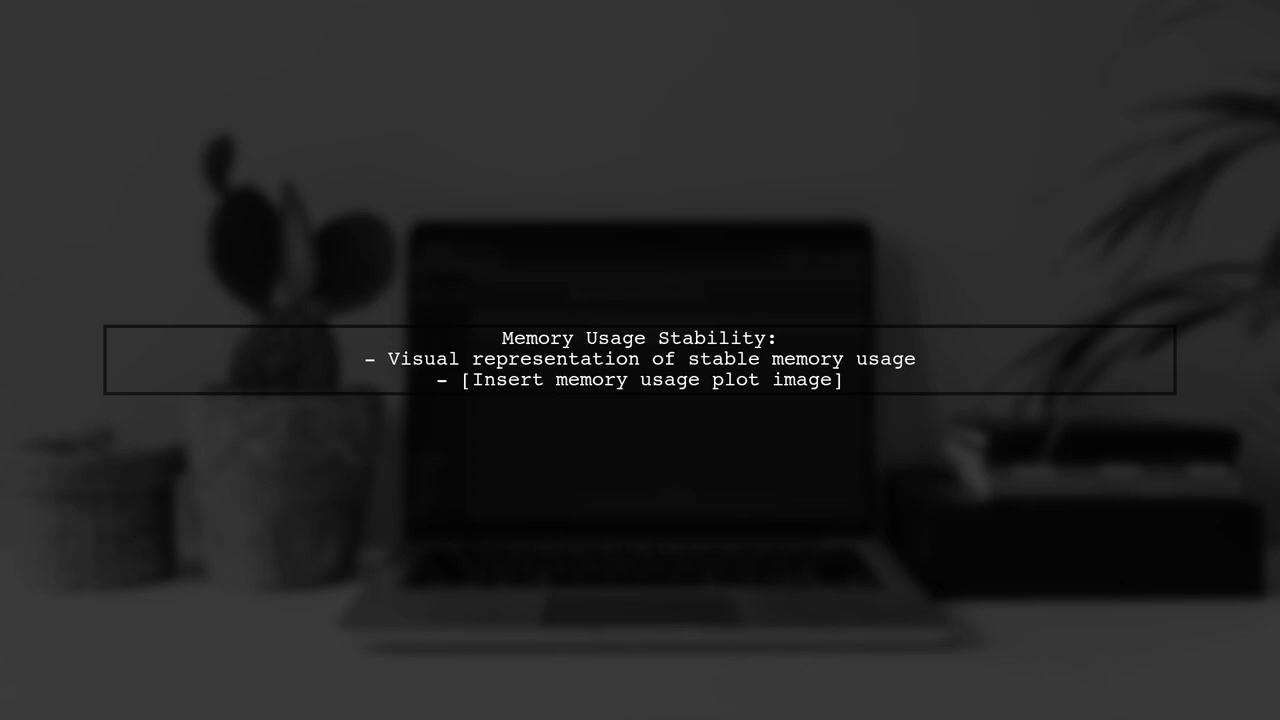 Memory Usage Stability:
- Visual representation of stable memory usage
- [Insert memory usage plot image]